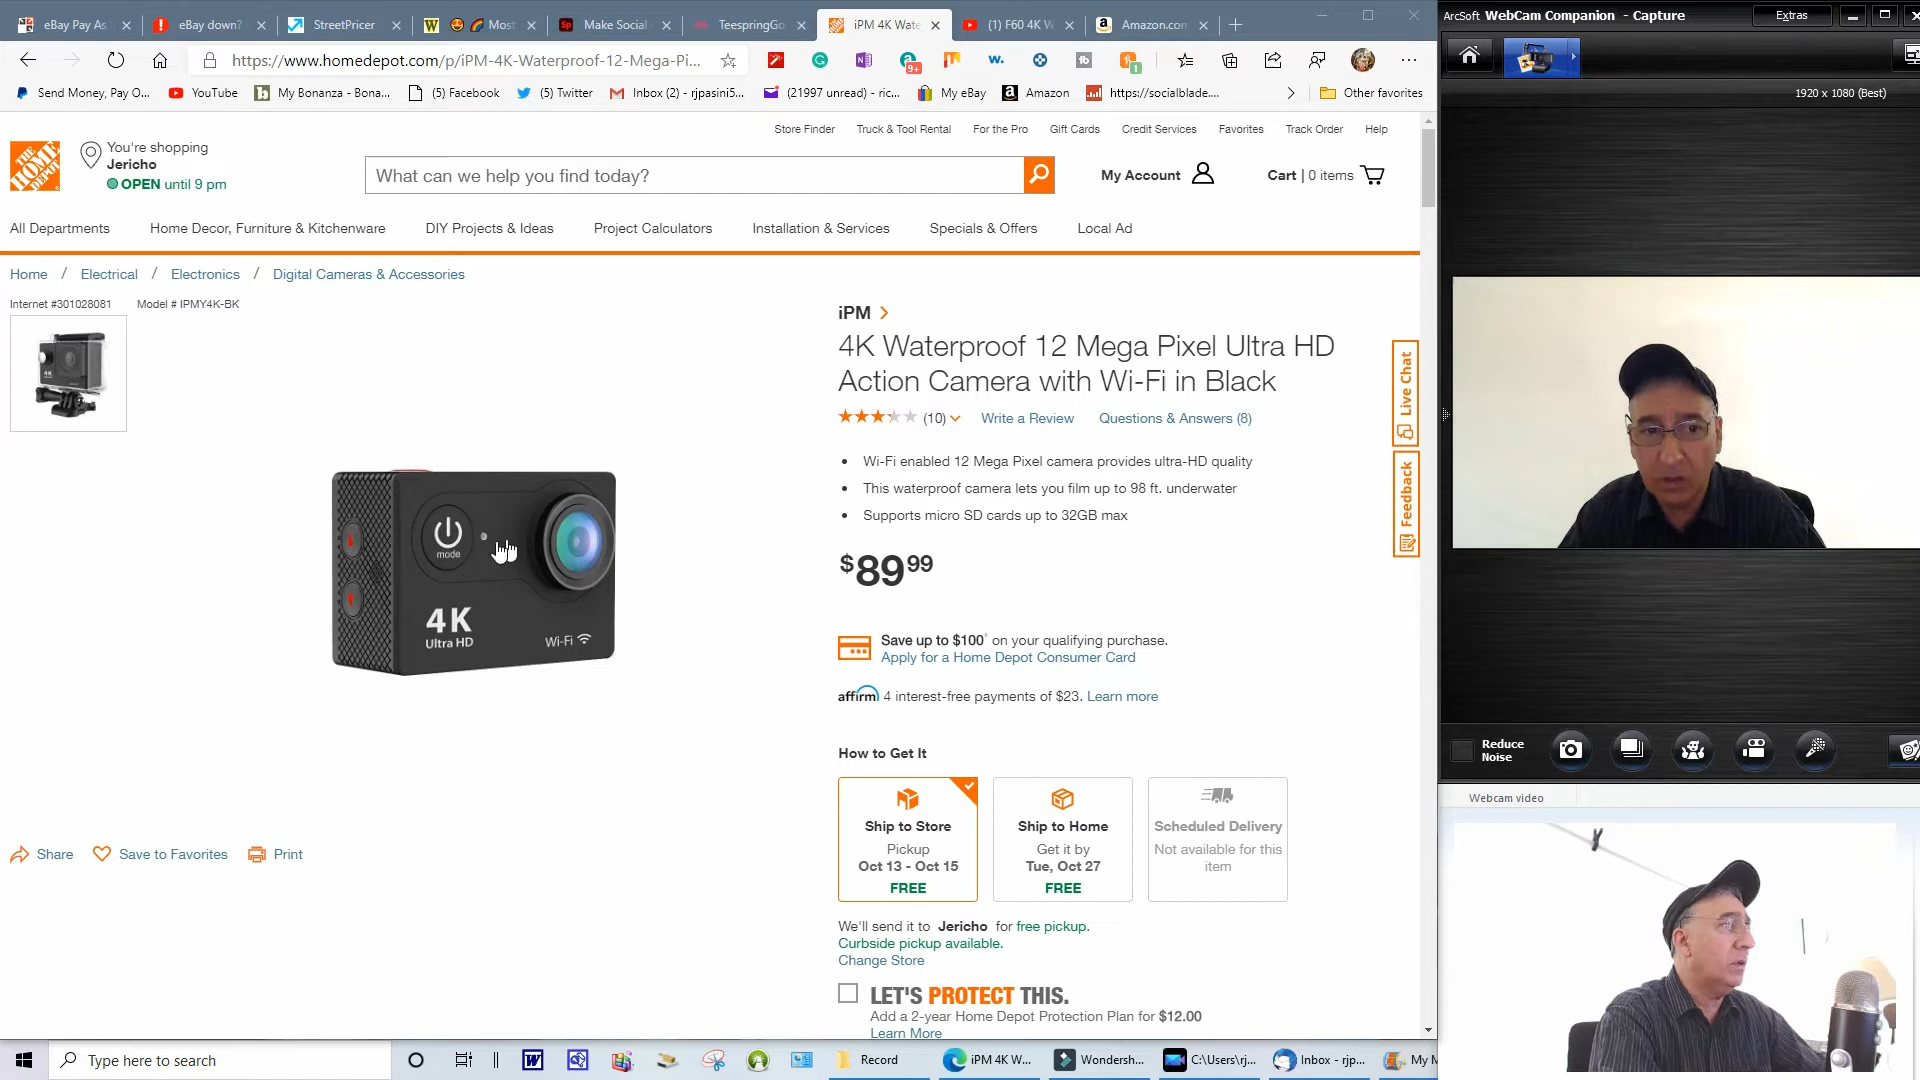 eBay Pay As
eBay down?
StreetPricer
Most
Make Social
TeespringGo
iPM 4K Wate
(1) F60 4K W
Amazon.com
https://www.homedepot.com/p/iPM-4K-Waterproof-12-Mega-Pi...
9+
1
Send Money, Pay O...
YouTube
My Bonanza - Bona...
(5) Facebook
(5) Twitter
Inbox (2) - rjpasini5...
(21997 unread) - ric...
My eBay
Amazon
https://socialblade....
Other favorites
Store Finder
Truck & Tool Rental
For the Pro
Gift Cards
Credit Services
Favorites
Track Order
Help
THE HOME DEPOT
You're shopping
Jericho
OPEN until 9 pm
What can we help you find today?
My Account
Cart | 0 items
All Departments
Home Decor, Furniture & Kitchenware
DIY Projects & Ideas
Project Calculators
Installation & Services
Specials & Offers
Local Ad
Home / Electrical / Electronics / Digital Cameras & Accessories
Internet #301028081
Model # IPMY4K-BK
mode
4K
Ultra HD
Wi-Fi
iPM
4K Waterproof 12 Mega Pixel Ultra HD
Action Camera with Wi-Fi in Black
(10)
Write a Review
Questions & Answers (8)
• Wi-Fi enabled 12 Mega Pixel camera provides ultra-HD quality
• This waterproof camera lets you film up to 98 ft. underwater
• Supports micro SD cards up to 32GB max
$89 99
Save up to $100° on your qualifying purchase.
Apply for a Home Depot Consumer Card
affirm 4 interest-free payments of $23. Learn more
How to Get It
Ship to Store
Pickup
Oct 13 - Oct 15
FREE
Ship to Home
Get it by
Tue, Oct 27
FREE
Scheduled Delivery
Not available for this
item
We'll send it to Jericho for free pickup.
Curbside pickup available.
Change Store
LET'S PROTECT THIS.
Add a 2-year Home Depot Protection Plan for $12.00
Learn More
Share
Save to Favorites
Print
Live Chat
Feedback
ArcSoft WebCam Companion - Capture
Extras
1920 x 1080 (Best)
Reduce
Noise
Webcam video
Type here to search
Record
iPM 4K W...
Wondersh...
C:\Users\rj...
Inbox - rjp...
My M